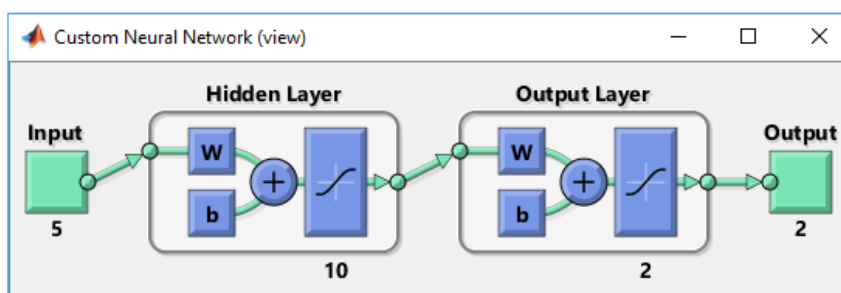 Custom Neural Network (view)
Hidden Layer
Output Layer
Input
Output
W
W
b
b
5
10
2
2